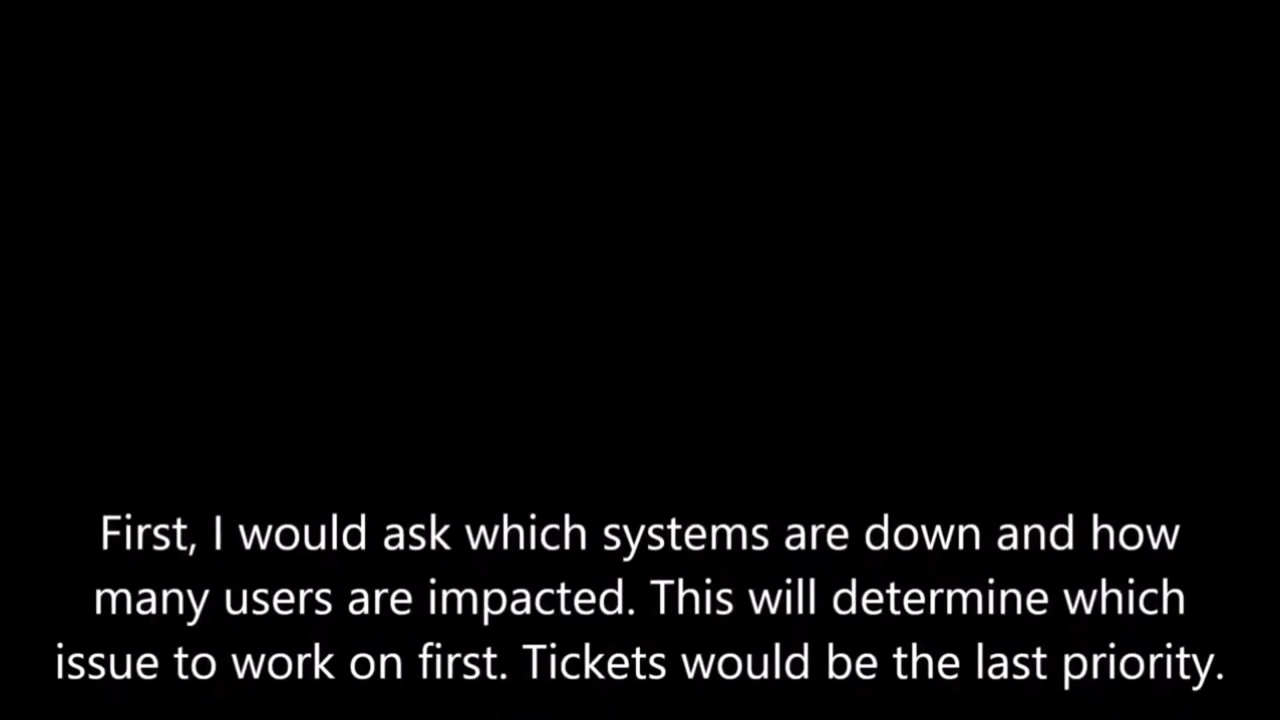 First, I would ask which systems are down and how
many users are impacted. This will determine which
issue to work on first. Tickets would be the last priority.